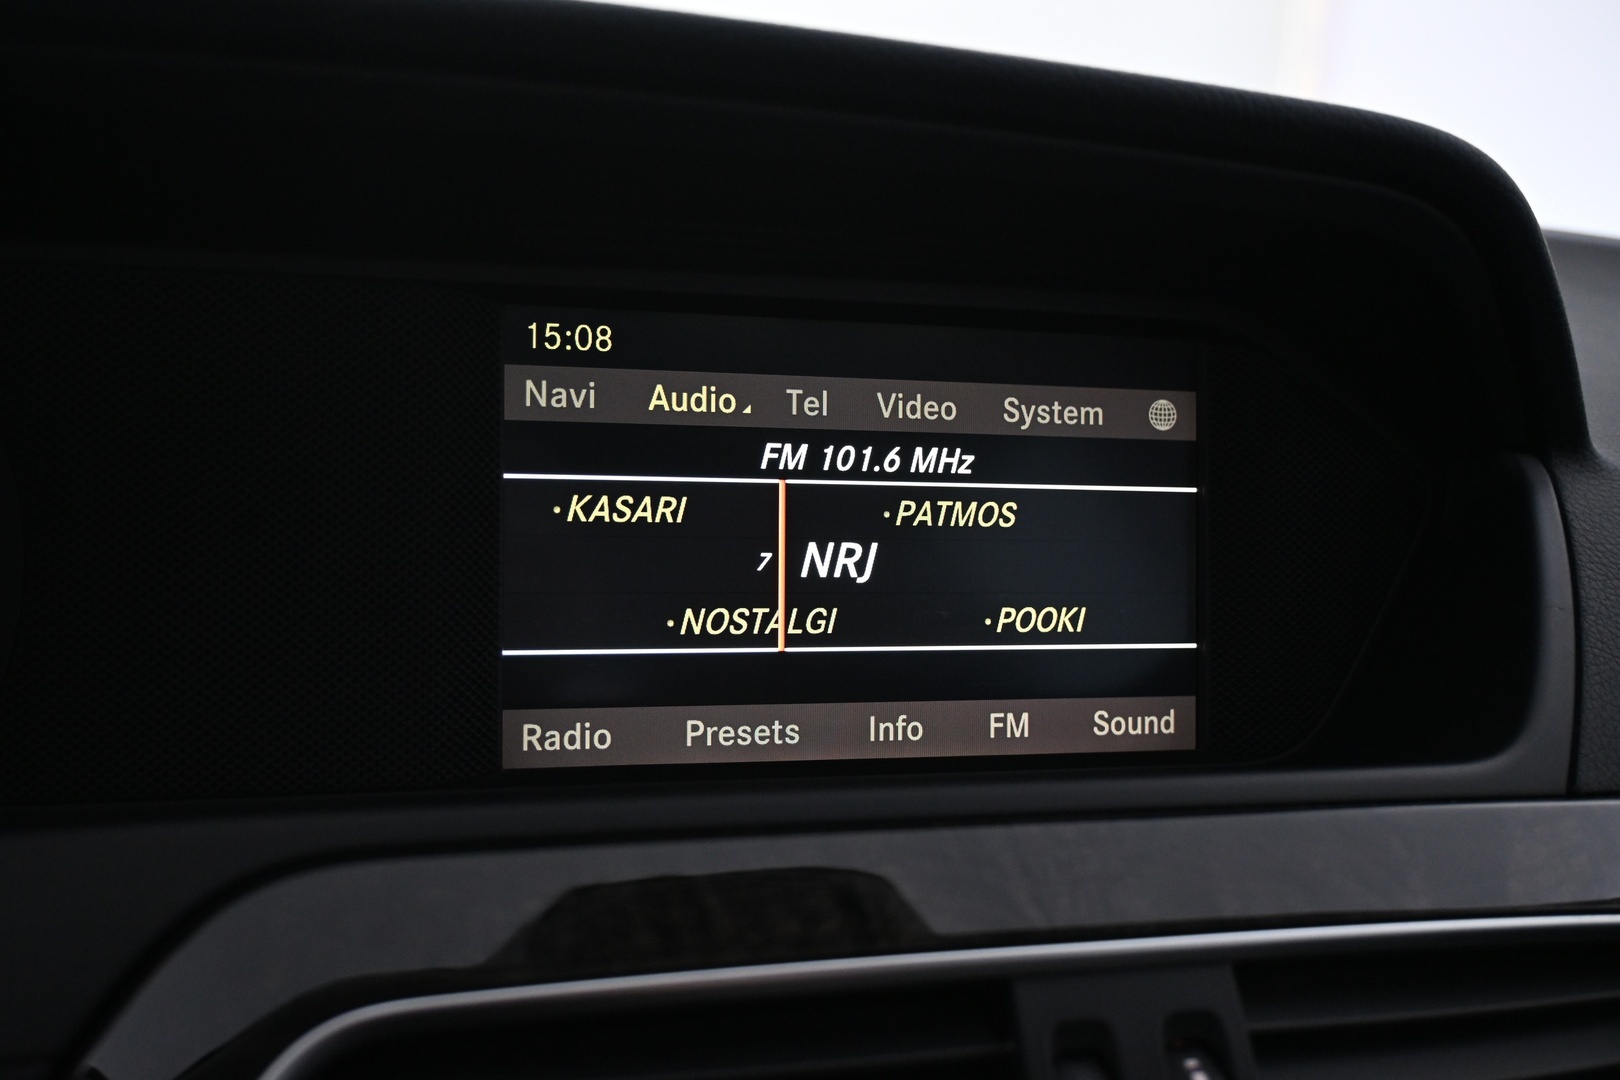 15:08
Navi Audio Tel Video System
FM 101.6 MHz
·KASARI ·PATMOS
7 NRJ
·NOSTALGI ·POOKI
Radio Presets Info FM Sound